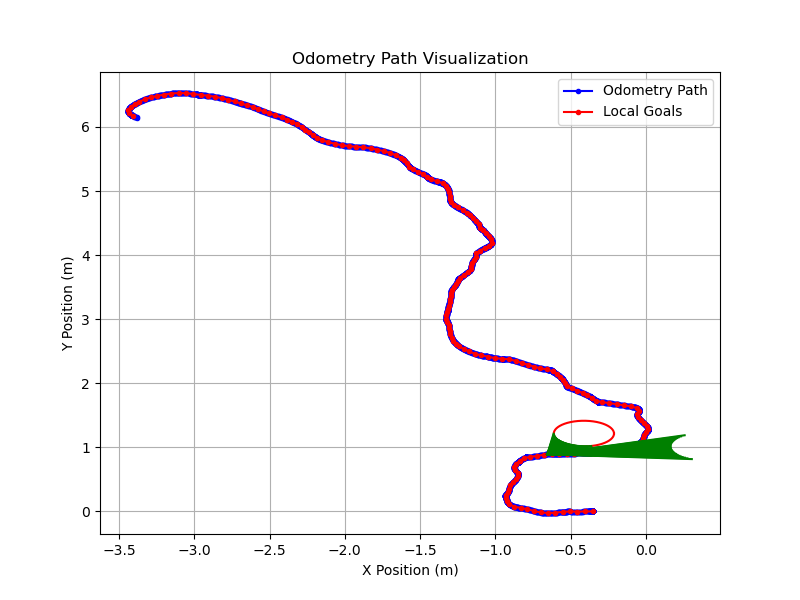 Odometry Path Visualization
Odometry Path
Local Goals
Y Position (m)
6
5
4
3
2
1
0
−3.5 −3.0 −2.5 −2.0 −1.5 −1.0 −0.5 0.0
X Position (m)